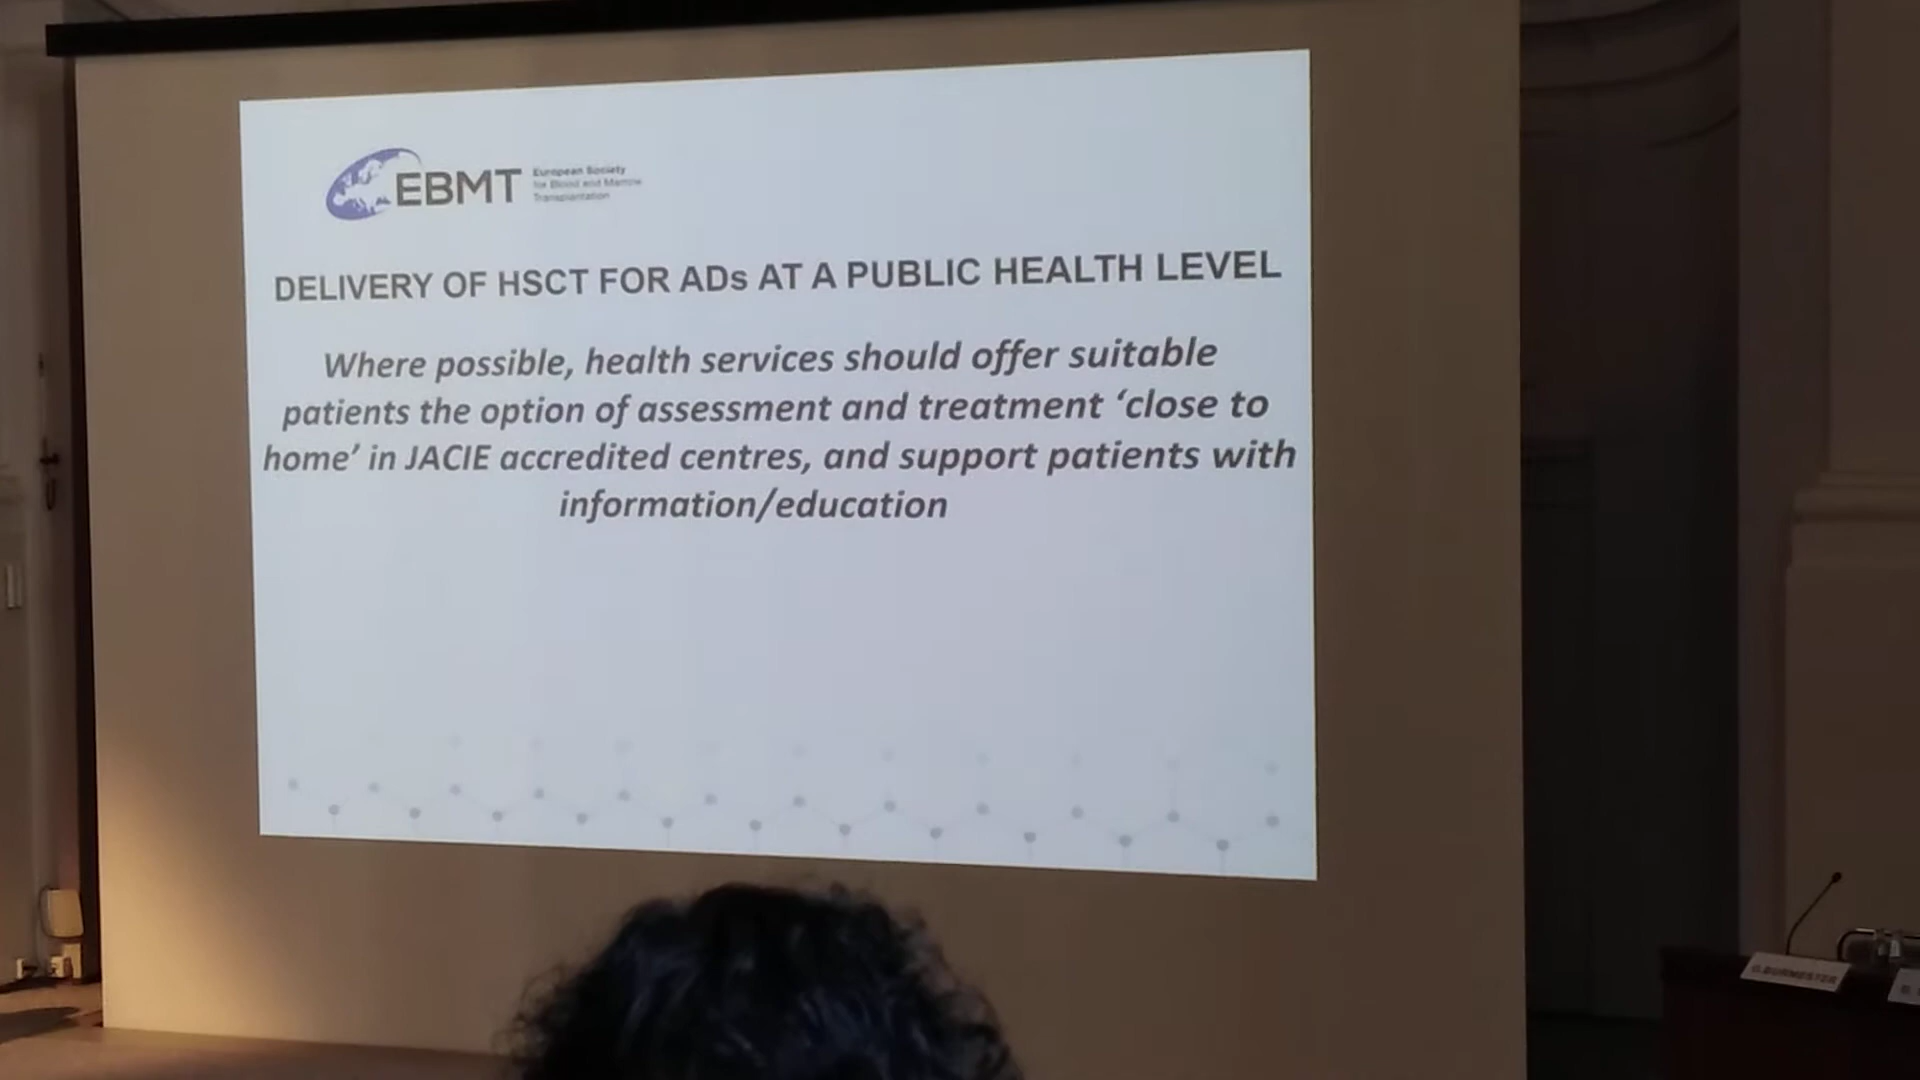 EBMT
European Society
for Blood and Marrow
Transplantation
DELIVERY OF HSCT FOR ADs AT A PUBLIC HEALTH LEVEL
Where possible, health services should offer suitable
patients the option of assessment and treatment ‘close to
home’ in JACIE accredited centres, and support patients with
information/education
G.BURMESTER